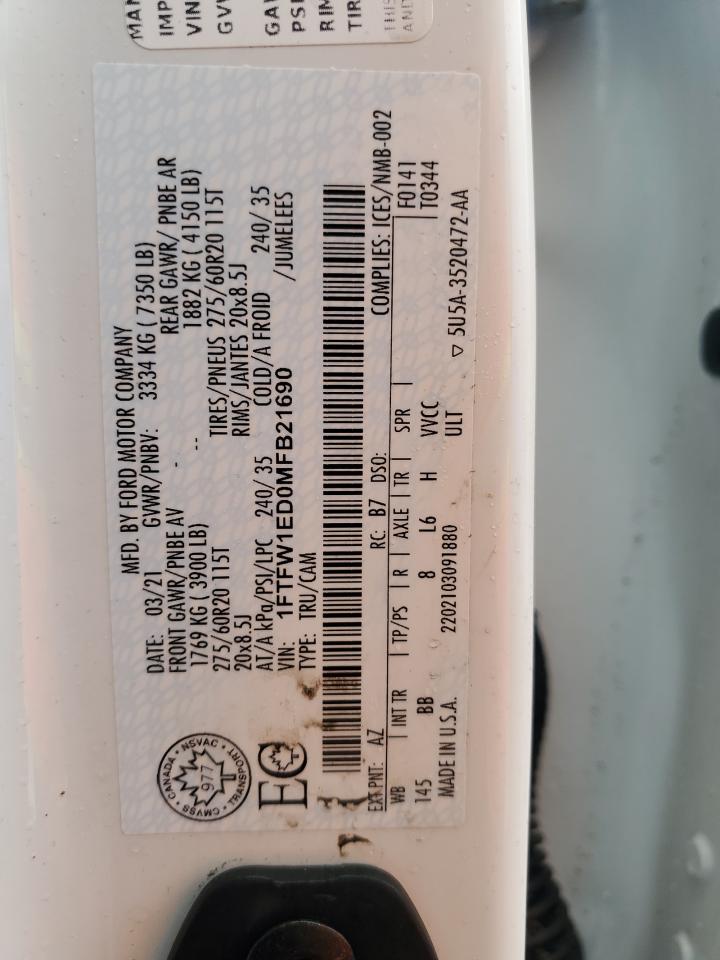 MAN
IMP
VIN
GV
GA
PSI
RIM
TIR
THIS
AND
MFD. BY FORD MOTOR COMPANY
DATE: 03/21 GVWR/PNBV: 3334 KG ( 7350 LB)
FRONT GAWR/PNBE AV REAR GAWR/ PNBE AR
1769 KG ( 3900 LB) - -- 1882 KG ( 4150 LB)
275/60R20 115T TIRES/PNEUS 275/60R20 115T
20x8.5J RIMS/JANTES 20x8.5J
AT/A kPa/PSI/LPC 240/ 35 COLD/A FROID 240/ 35
VIN: 1FTFW1ED0MFB21690 /JUMELEES
TYPE: TRU/CAM
CANADA • NSVAC • TRANSPORT • CMVSS •
977
EC
EXT PNT: AZ RC: B7 DSO: COMPLIES: ICES/NMB-002
WB INT TR TP/PS R AXLE TR SPR F0141
T0344
145 BB 8 L6 H VVCC
ULT
MADE IN U.S.A. 2202103091880 ▽ 5U5A-3520472-AA